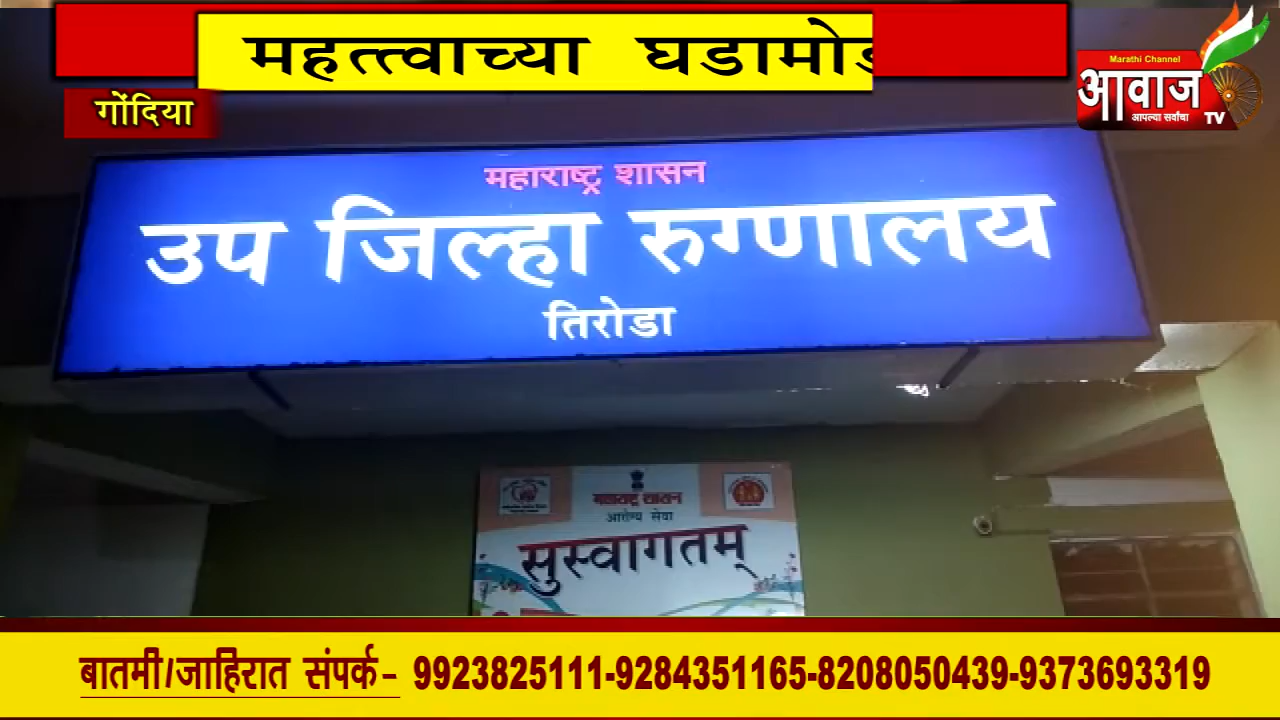 महत्त्वाच्या घडामो
गोंदिया
Marathi Channel
आवाज
आपल्या सर्वांचा
TV
महाराष्ट्र शासन
उप जिल्हा रुग्णालय
तिरोडा
महाराष्ट्र शासन
आरोग्य सेवा
सुस्वागतम्
बातमी/जाहिरात संपर्क- 9923825111-9284351165-8208050439-9373693319